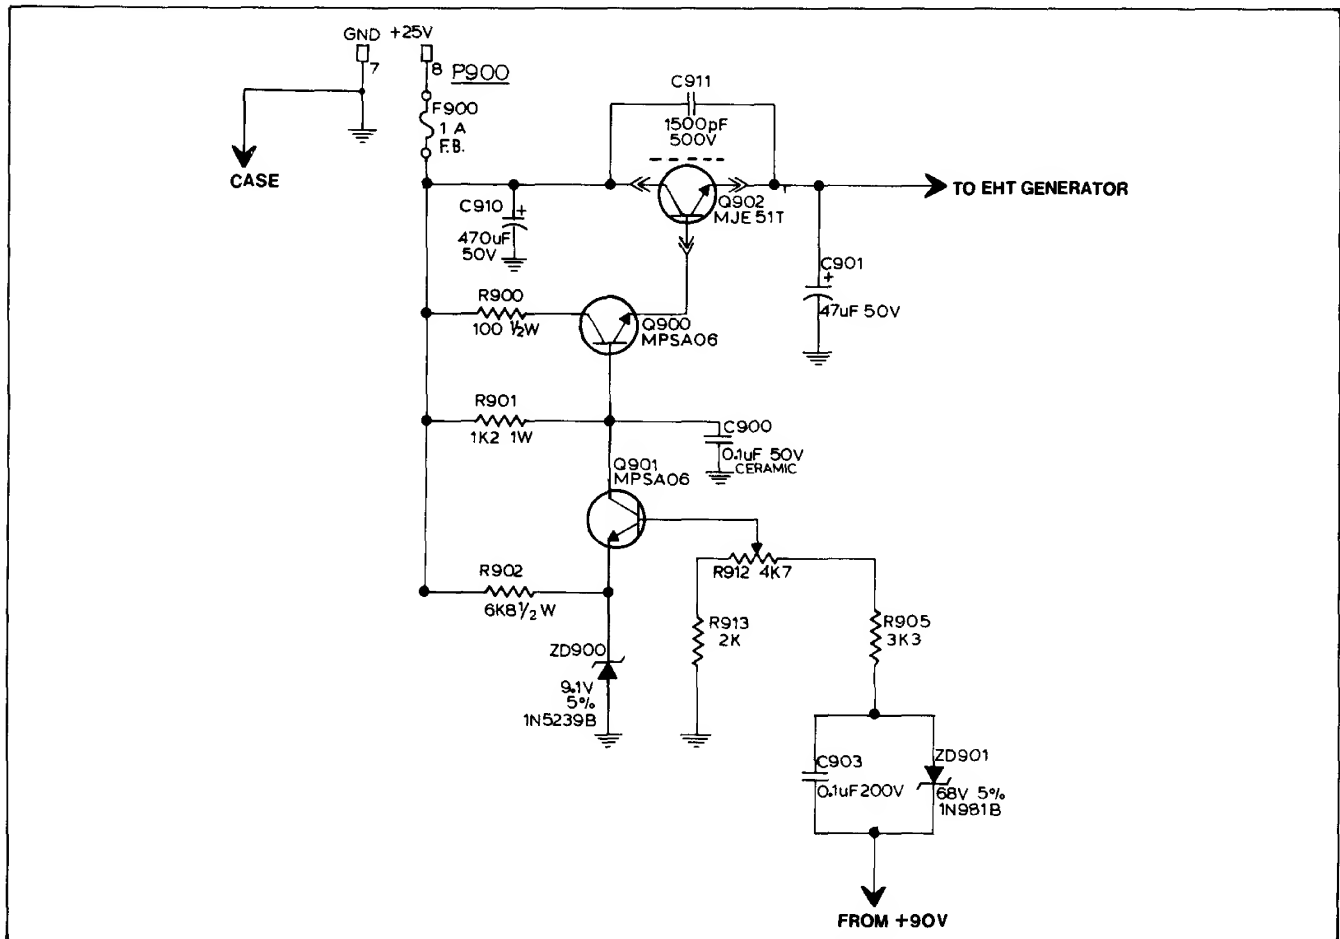 GND +25V
7
8
P900
F900
1 A
F.B.
CASE
C911
1500pF
500V
TO EHT GENERATOR
Q902
MJE51T
C910
+
470uF
50V
C901
+
47uF 50V
R900
100 ½W
Q900
MPSA06
R901
1K2 1W
C900
0.1uF 50V
CERAMIC
Q901
MPSA06
R902
6K8 ½ W
R912 4K7
R913
2K
R905
3K3
ZD900
9.1V
5%
1N5239B
C903
0.1uF 200V
ZD901
68V 5%
1N981B
FROM +90V